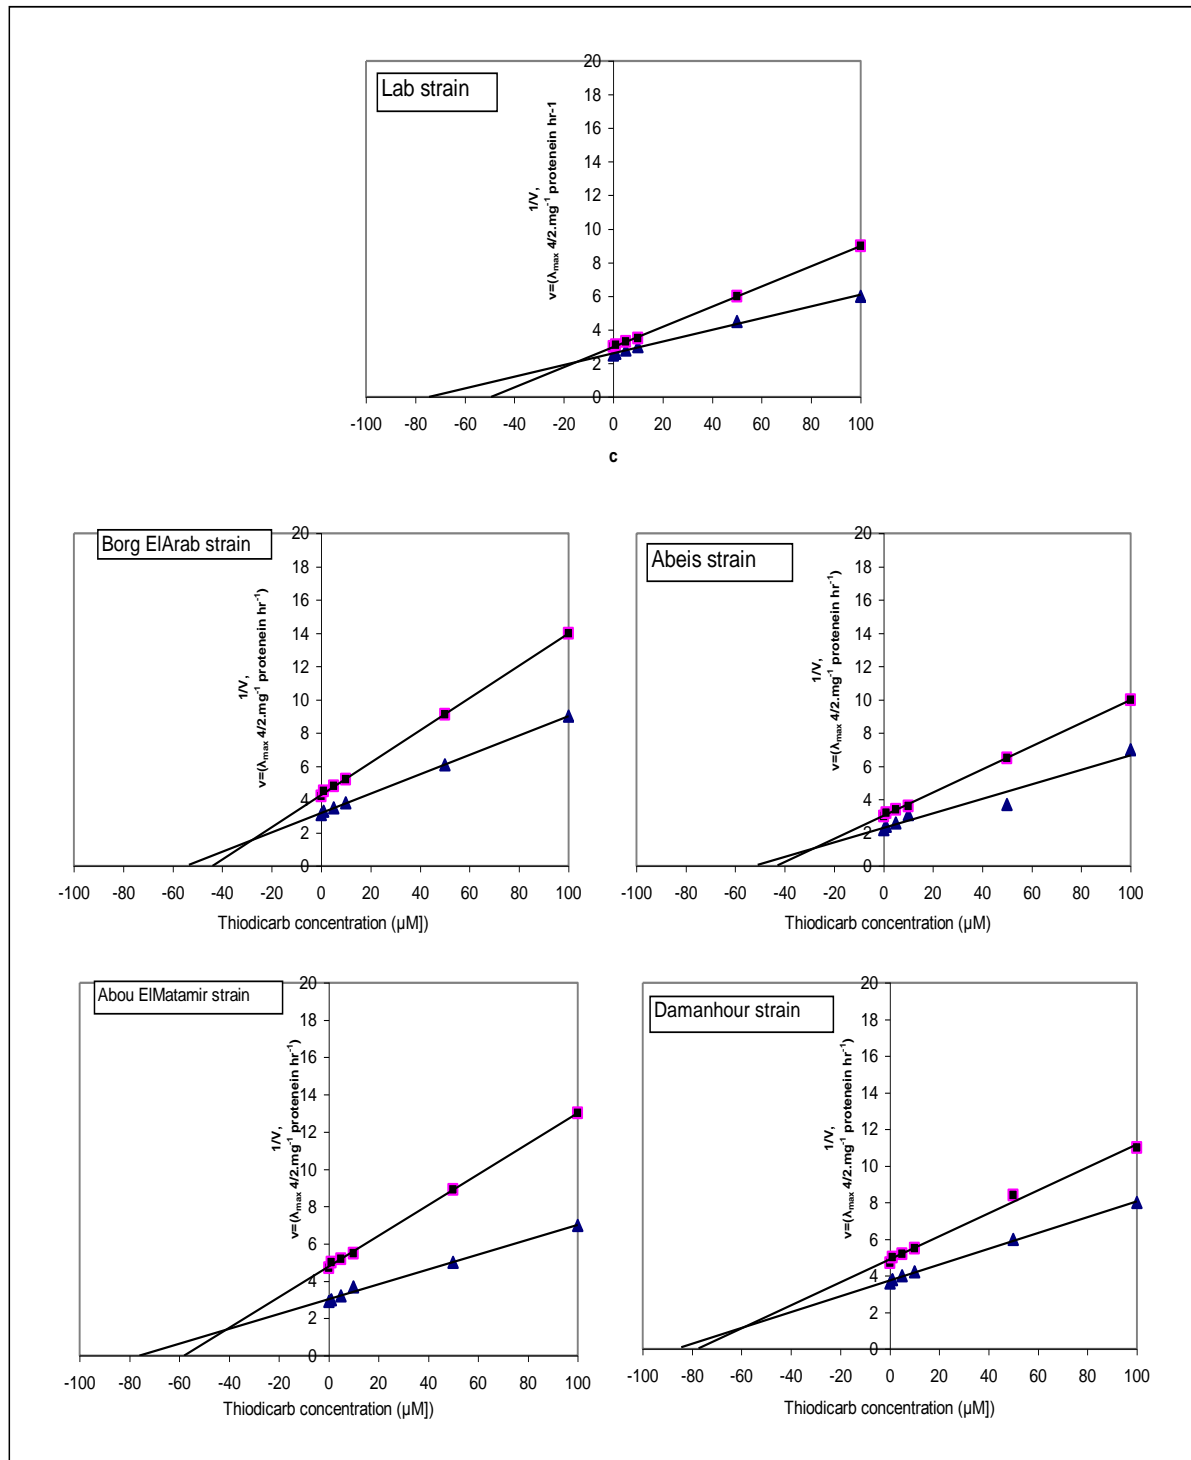 Lab strain
1/V,
v=(λmax 4/2.mg-1 protenein hr-1
20
18
16
14
12
10
8
6
4
2
0
-100 -80 -60 -40 -20 0 20 40 60 80 100
c
Borg ElArab strain
1/V,
v=(λmax 4/2.mg-1 protenein hr-1)
20
18
16
14
12
10
8
6
4
2
0
-100 -80 -60 -40 -20 0 20 40 60 80 100
Thiodicarb concentration (µM])
Abeis strain
1/V,
v=(λmax 4/2.mg-1 protenein hr-1)
20
18
16
14
12
10
8
6
4
2
0
-100 -80 -60 -40 -20 0 20 40 60 80 100
Thiodicarb concentration (µM)
Abou ElMatamir strain
1/V,
v=(λmax 4/2.mg-1 protenein hr-1)
20
18
16
14
12
10
8
6
4
2
0
-100 -80 -60 -40 -20 0 20 40 60 80 100
Thiodicarb concentration (µM])
Damanhour strain
1/V,
v=(λmax 4/2.mg-1 protenein hr-1)
20
18
16
14
12
10
8
6
4
2
0
-100 -80 -60 -40 -20 0 20 40 60 80 100
Thiodicarb concentration (µM])